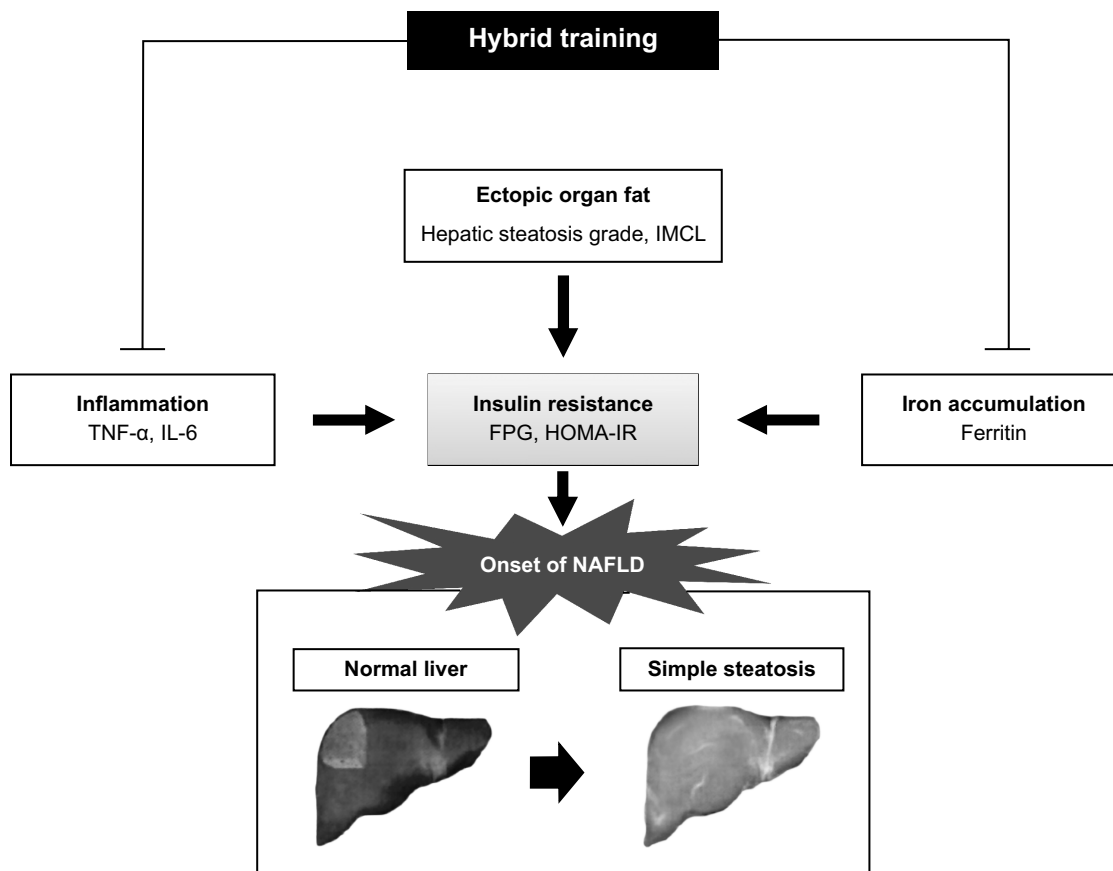 Hybrid training
Ectopic organ fat
Hepatic steatosis grade, IMCL
Inflammation
TNF-α, IL-6
Insulin resistance
FPG, HOMA-IR
Iron accumulation
Ferritin
Onset of NAFLD
Normal liver
Simple steatosis